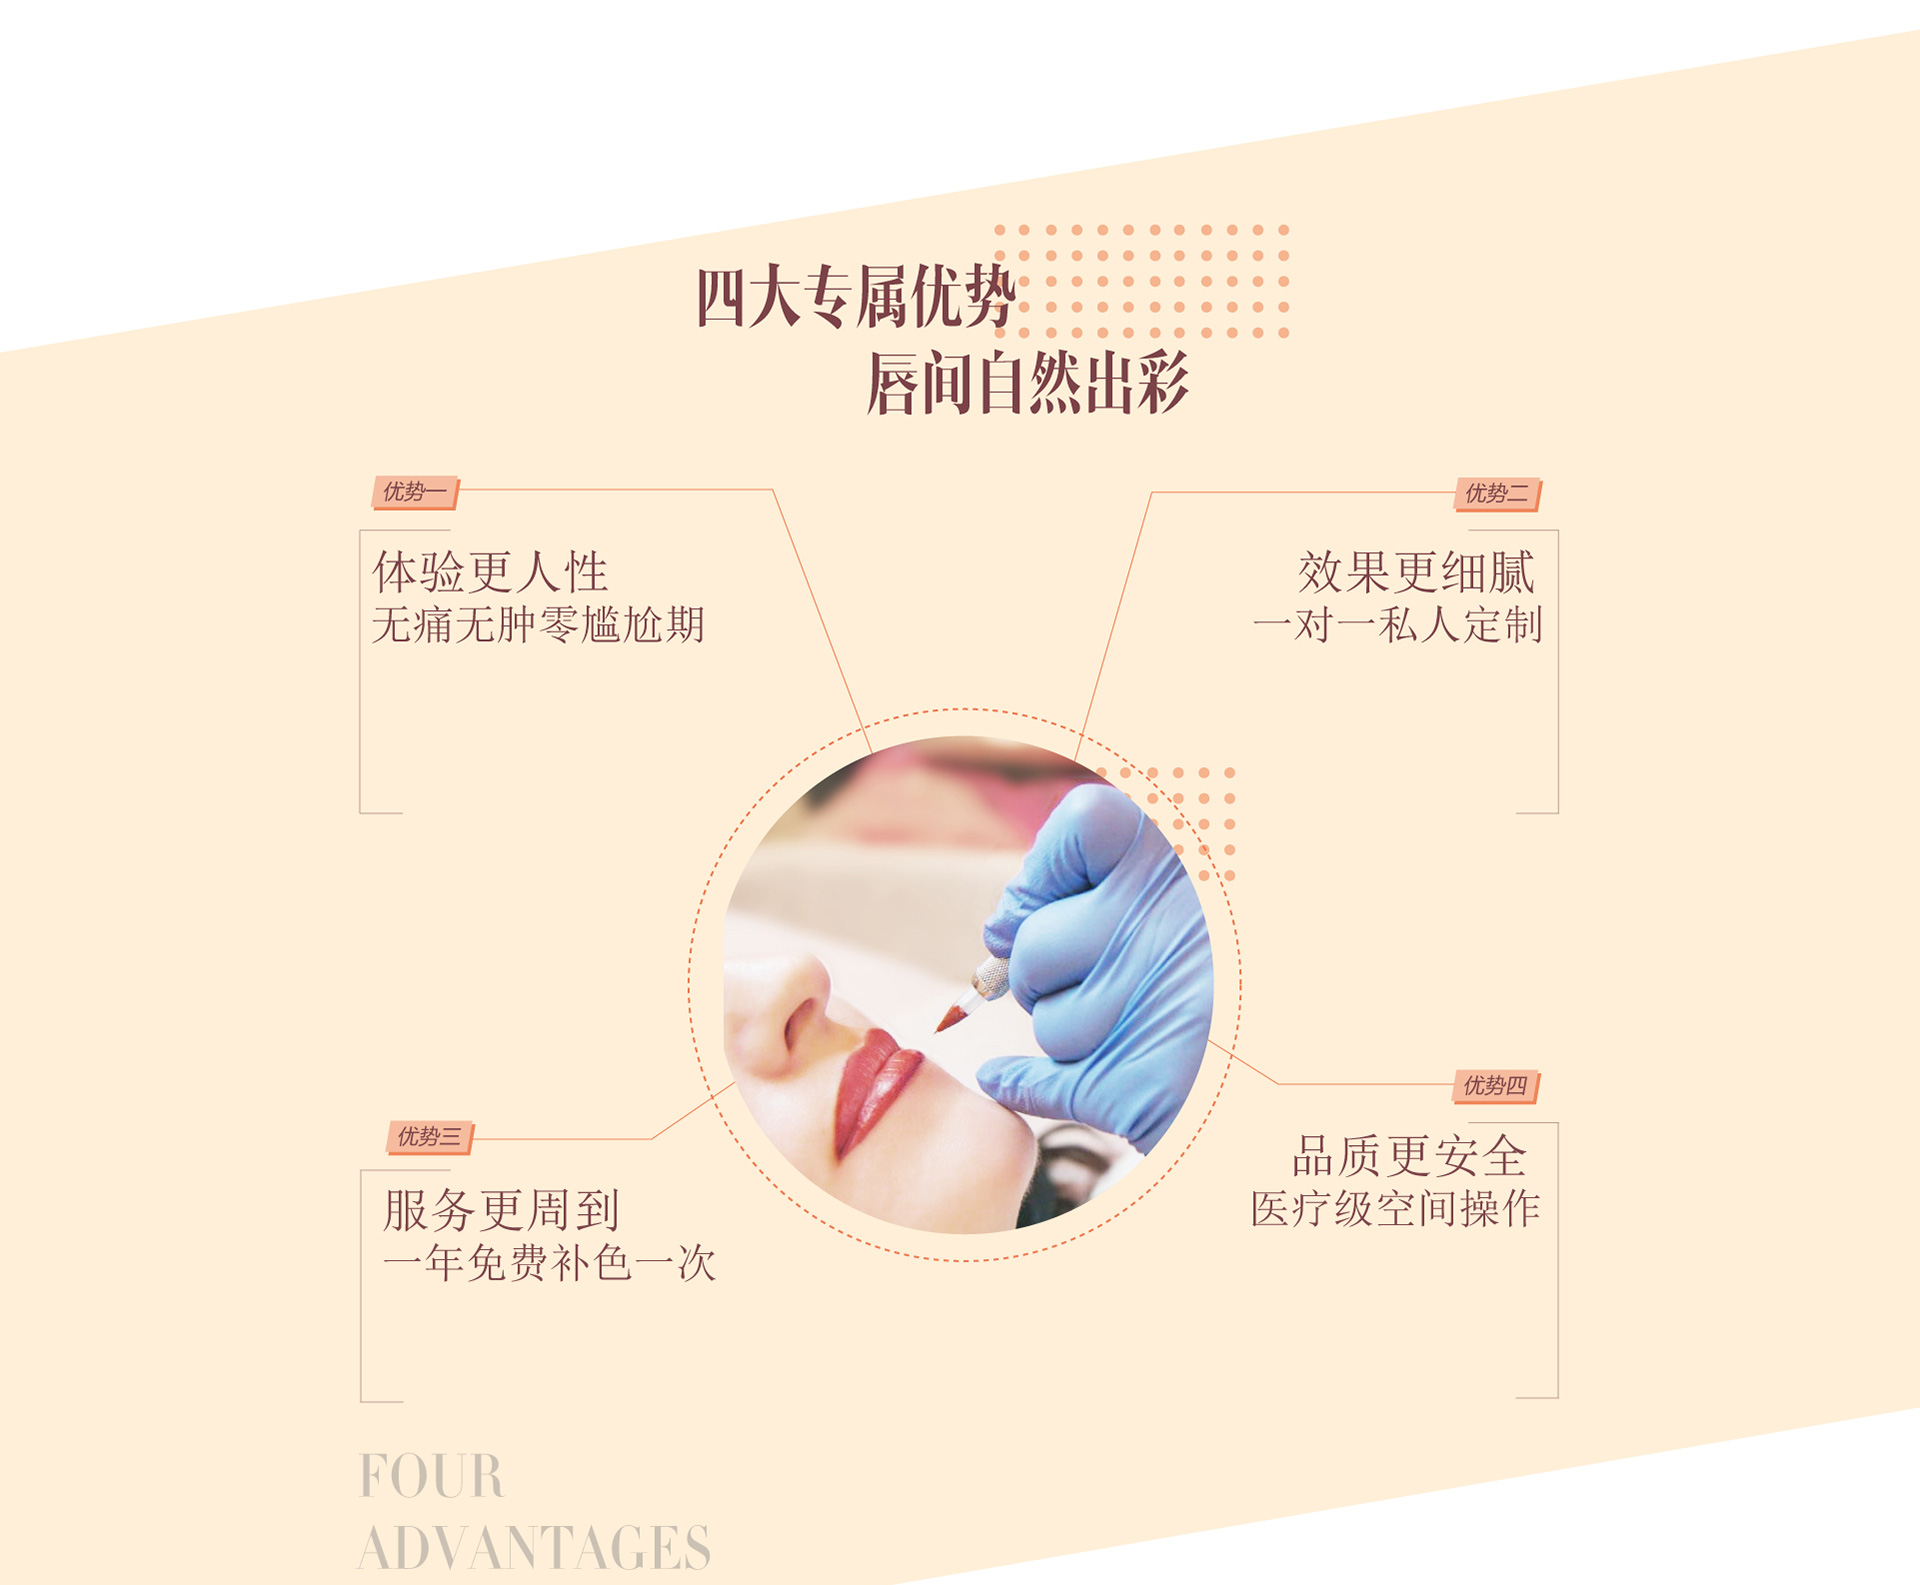 四大专属优势
唇间自然出彩
优势一
体验更人性
无痛无肿零尴尬期
优势二
效果更细腻
一对一私人定制
优势三
服务更周到
一年免费补色一次
优势四
品质更安全
医疗级空间操作
FOUR
ADVANTAGES